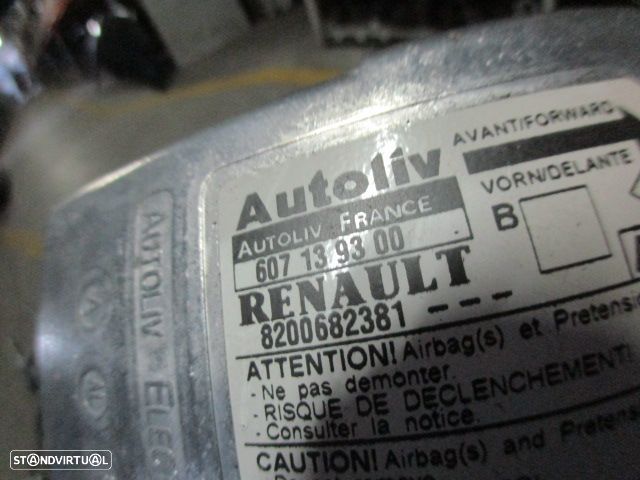 Autoliv
AUTOLIV FRANCE
607 13 93 00
RENAULT
8200682381 - - -
AVANT/FORWARD
VORN/DELANTE
B
ATTENTION! Airbag(s) et Pretensi
- Ne pas demonter.
- RISQUE DE DECLENCHEMENT
- Consulter la notice.
CAUTION! Airbag(s) and Preten
AUTOLIV ELEC
STANDVIRTUAL